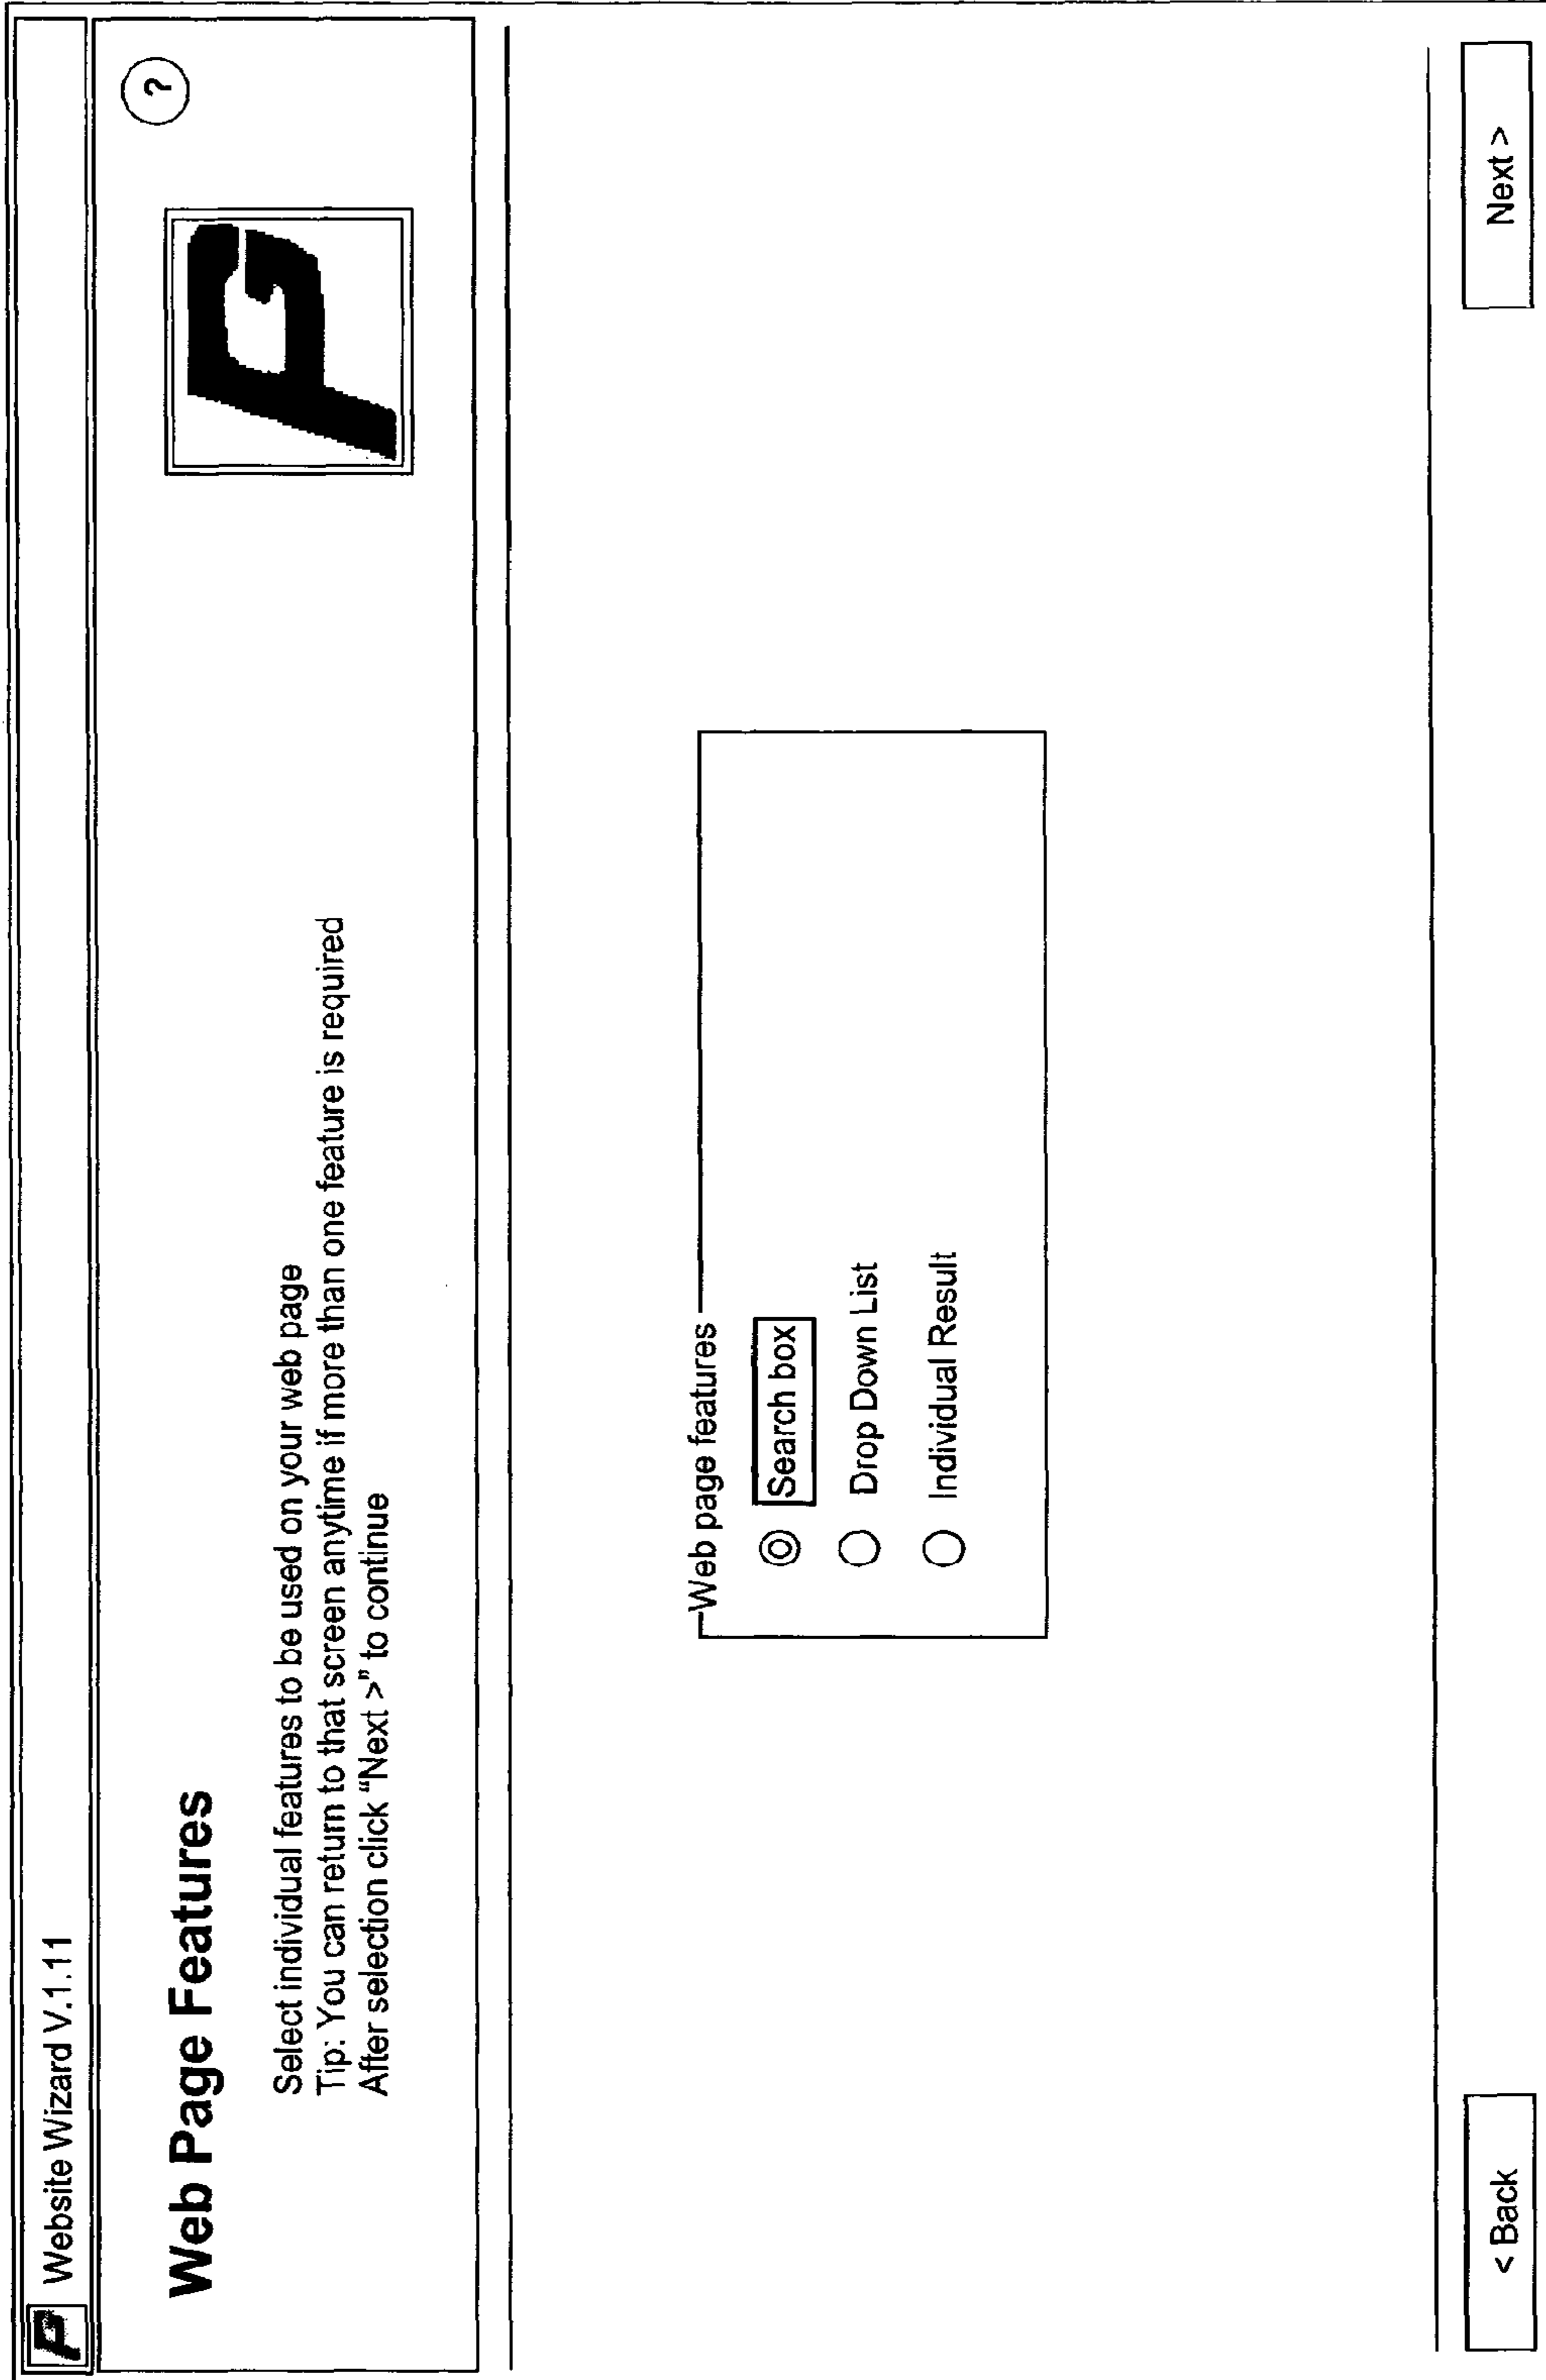 Website Wizard V.1.11
Web Page Features
?
Select individual features to be used on your web page
Tip: You can return to that screen anytime if more than one feature is required
After selection click “Next >” to continue
Web page features
Search box
Drop Down List
Individual Result
< Back
Next >